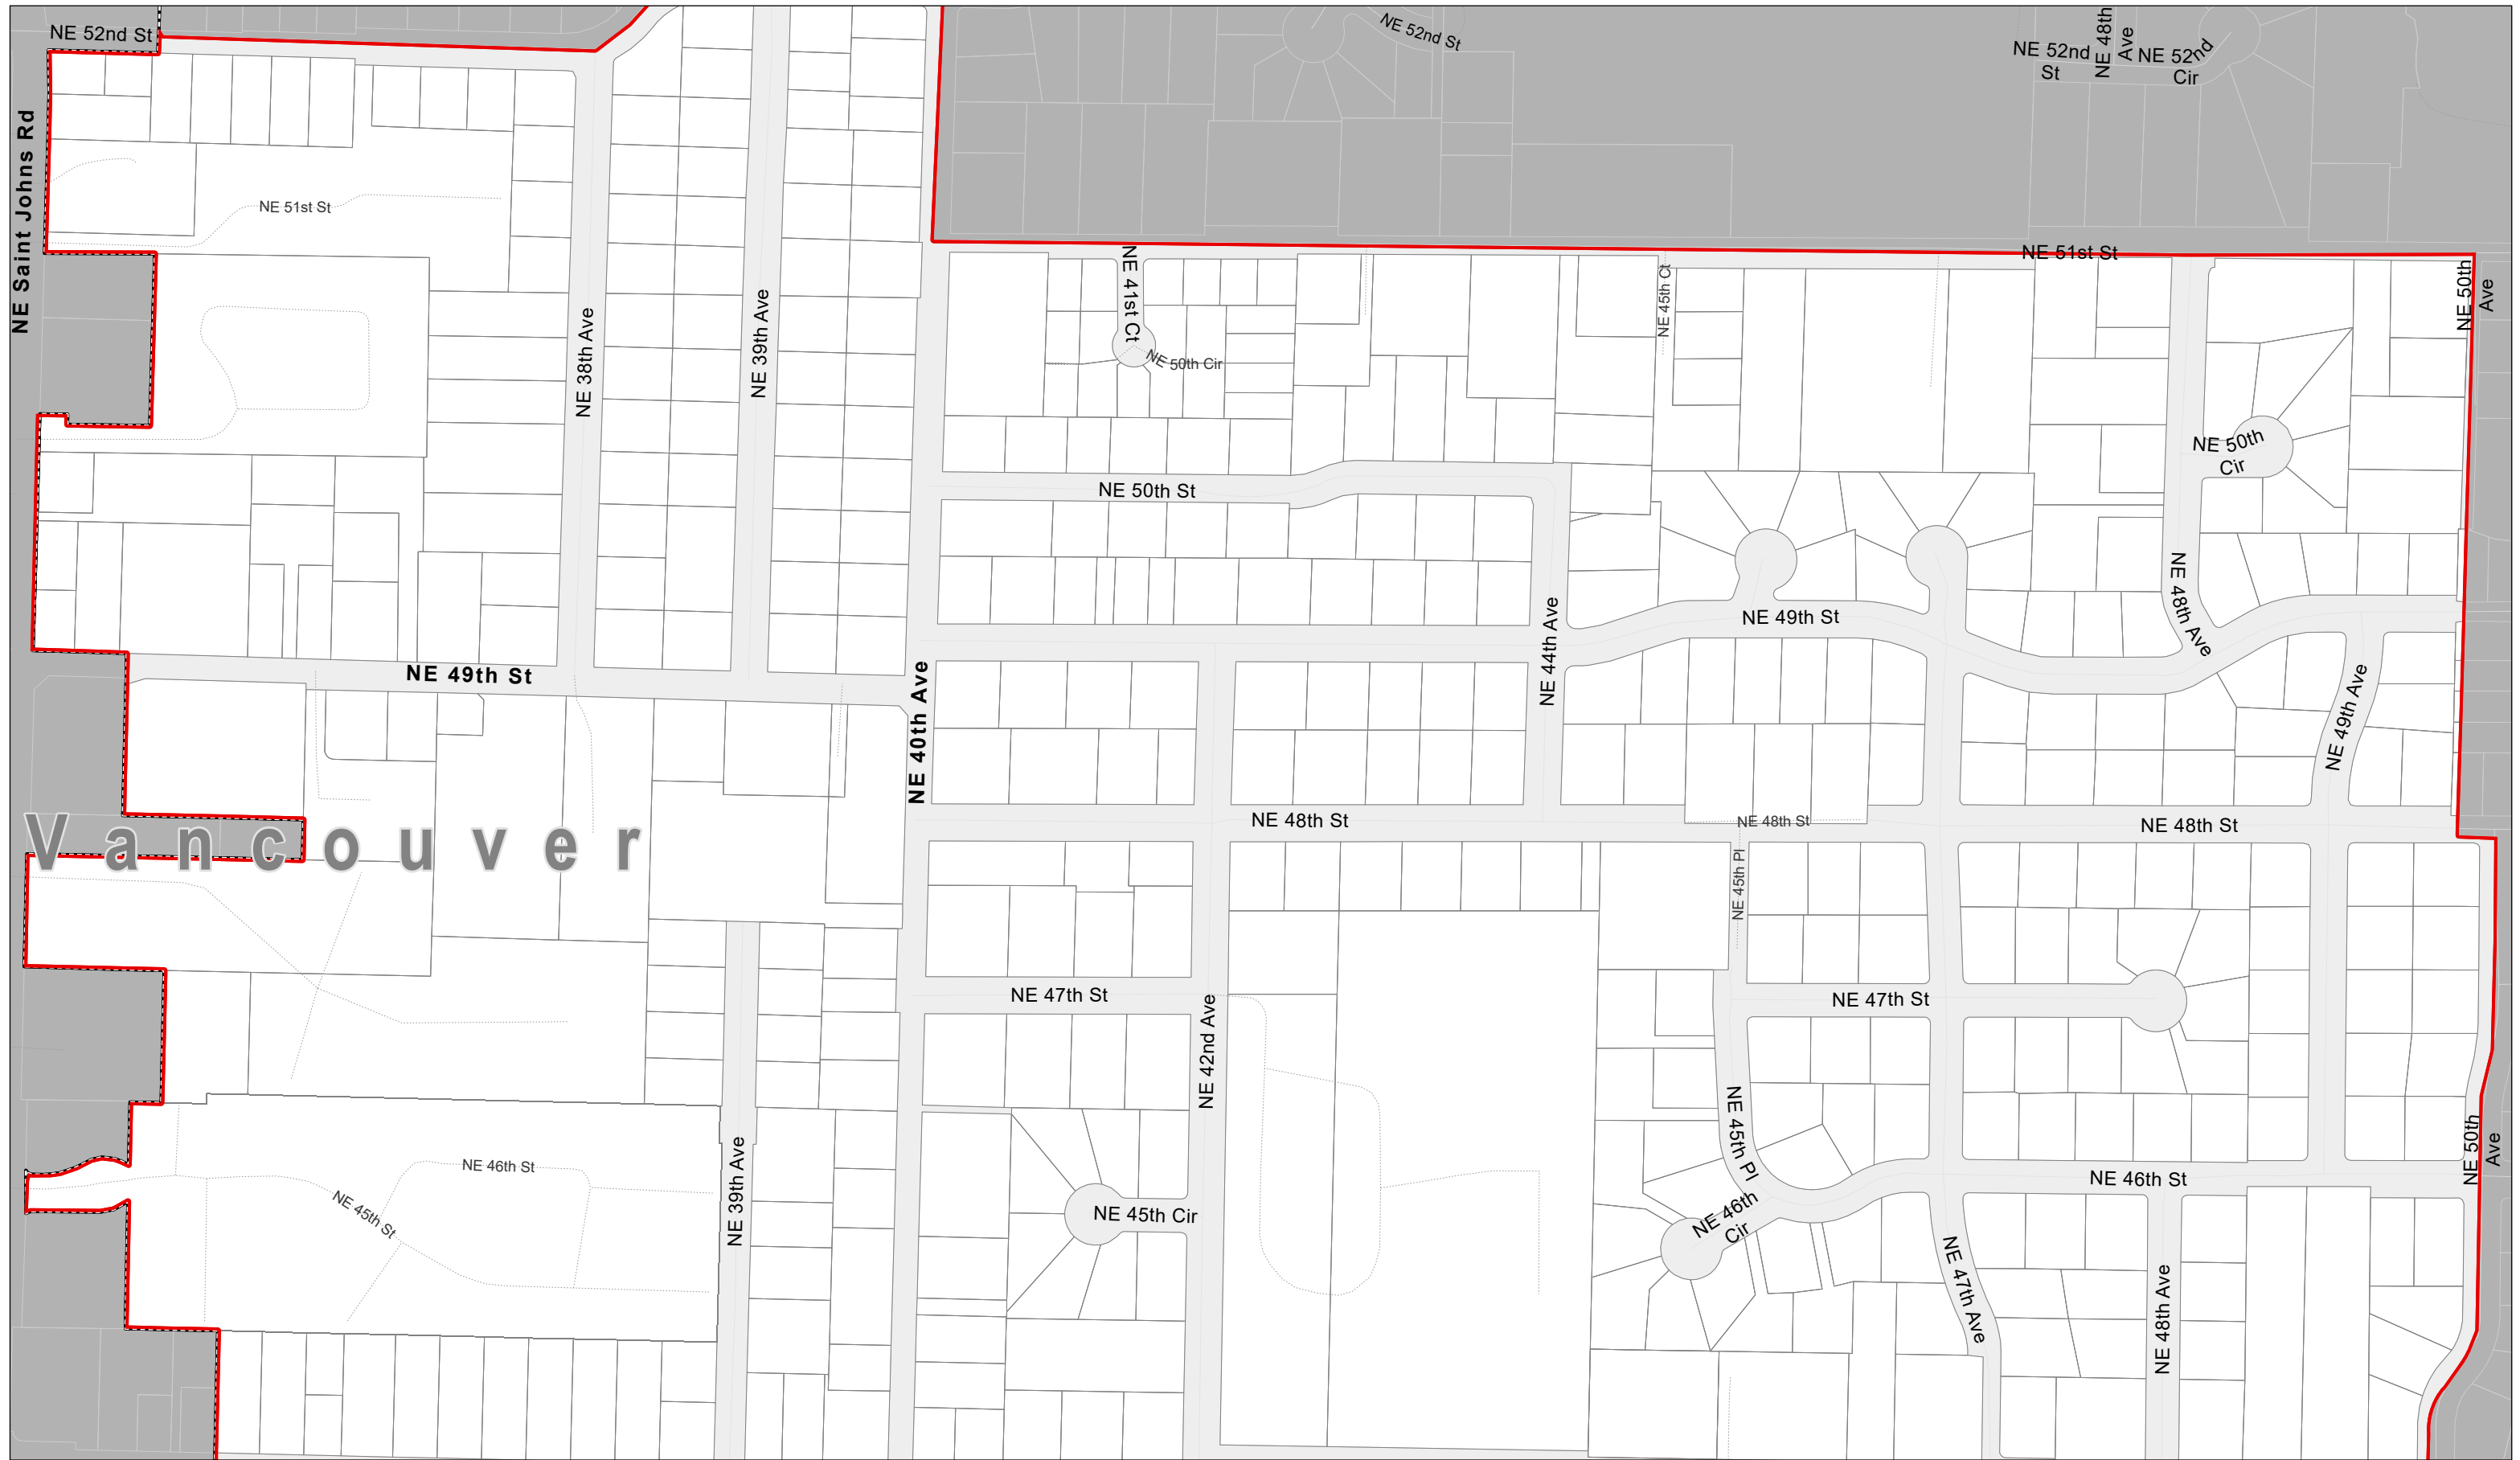 NE 52nd St
NE 52nd St
NE 52nd
St
NE 48th
Ave
NE 52nd
Cir
NE Saint Johns Rd
NE 51st St
NE 51st St
NE 41st Ct
NE 45th Ct
NE 50th
Ave
NE 38th Ave
NE 39th Ave
NE 50th Cir
NE 50th
Cir
NE 50th St
NE 48th Ave
NE 49th St
NE 44th Ave
NE 49th St
NE 40th Ave
NE 49th Ave
Vancouver
NE 48th St
NE 48th St
NE 48th St
NE 45th Pl
NE 47th St
NE 47th St
NE 42nd Ave
NE 45th Pl
NE 46th St
NE 45th St
NE 39th Ave
NE 45th Cir
NE 46th
Cir
NE 46th St
NE 50th
Ave
NE 47th Ave
NE 48th Ave